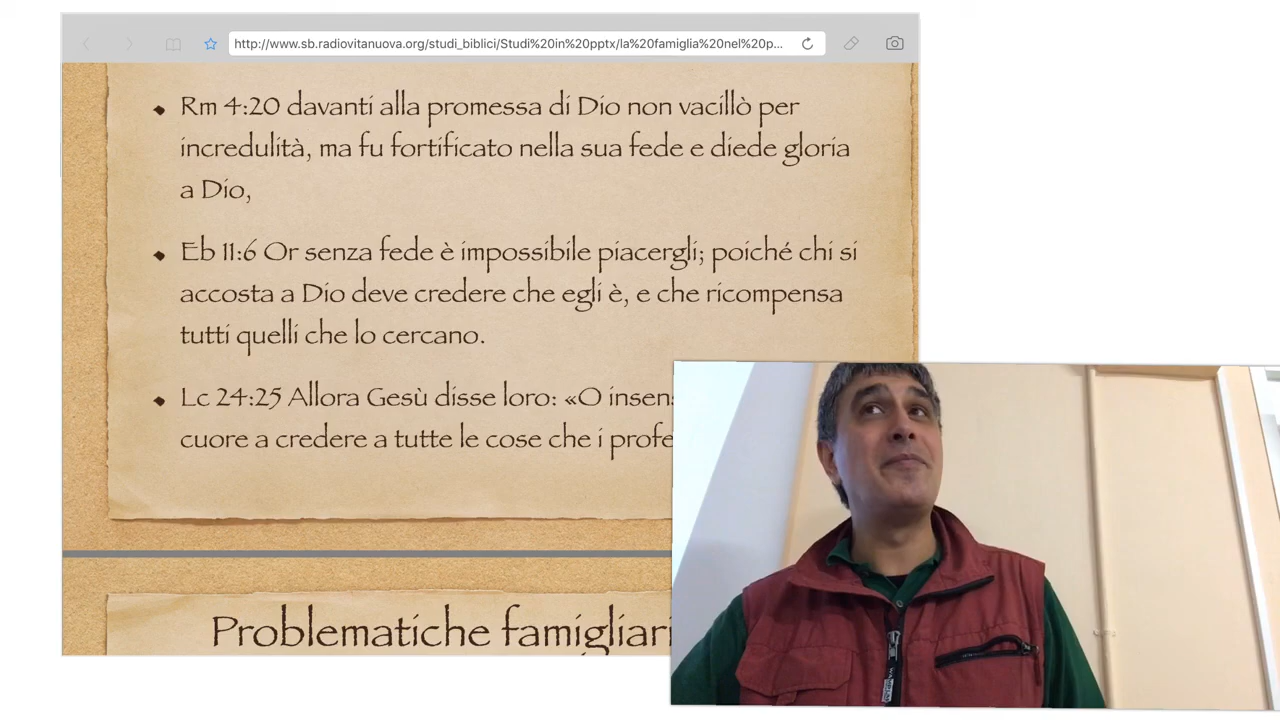 http://www.sb.radiovitanuova.org/studi_biblici/Studi%20in%20pptx/la%20famiglia%20nel%20p...
Rm 4:20 davanti alla promessa di Dio non vacillò per
incredulità, ma fu fortificato nella sua fede e diede gloria
a Dio,
Eb 11:6 Or senza fede è impossibile piacergli; poiché chi si
accosta a Dio deve credere che egli è, e che ricompensa
tutti quelli che lo cercano.
Lc 24:25 Allora Gesù disse loro: «O
cuore a credere a tutte le cose che i
Problematiche famigliari